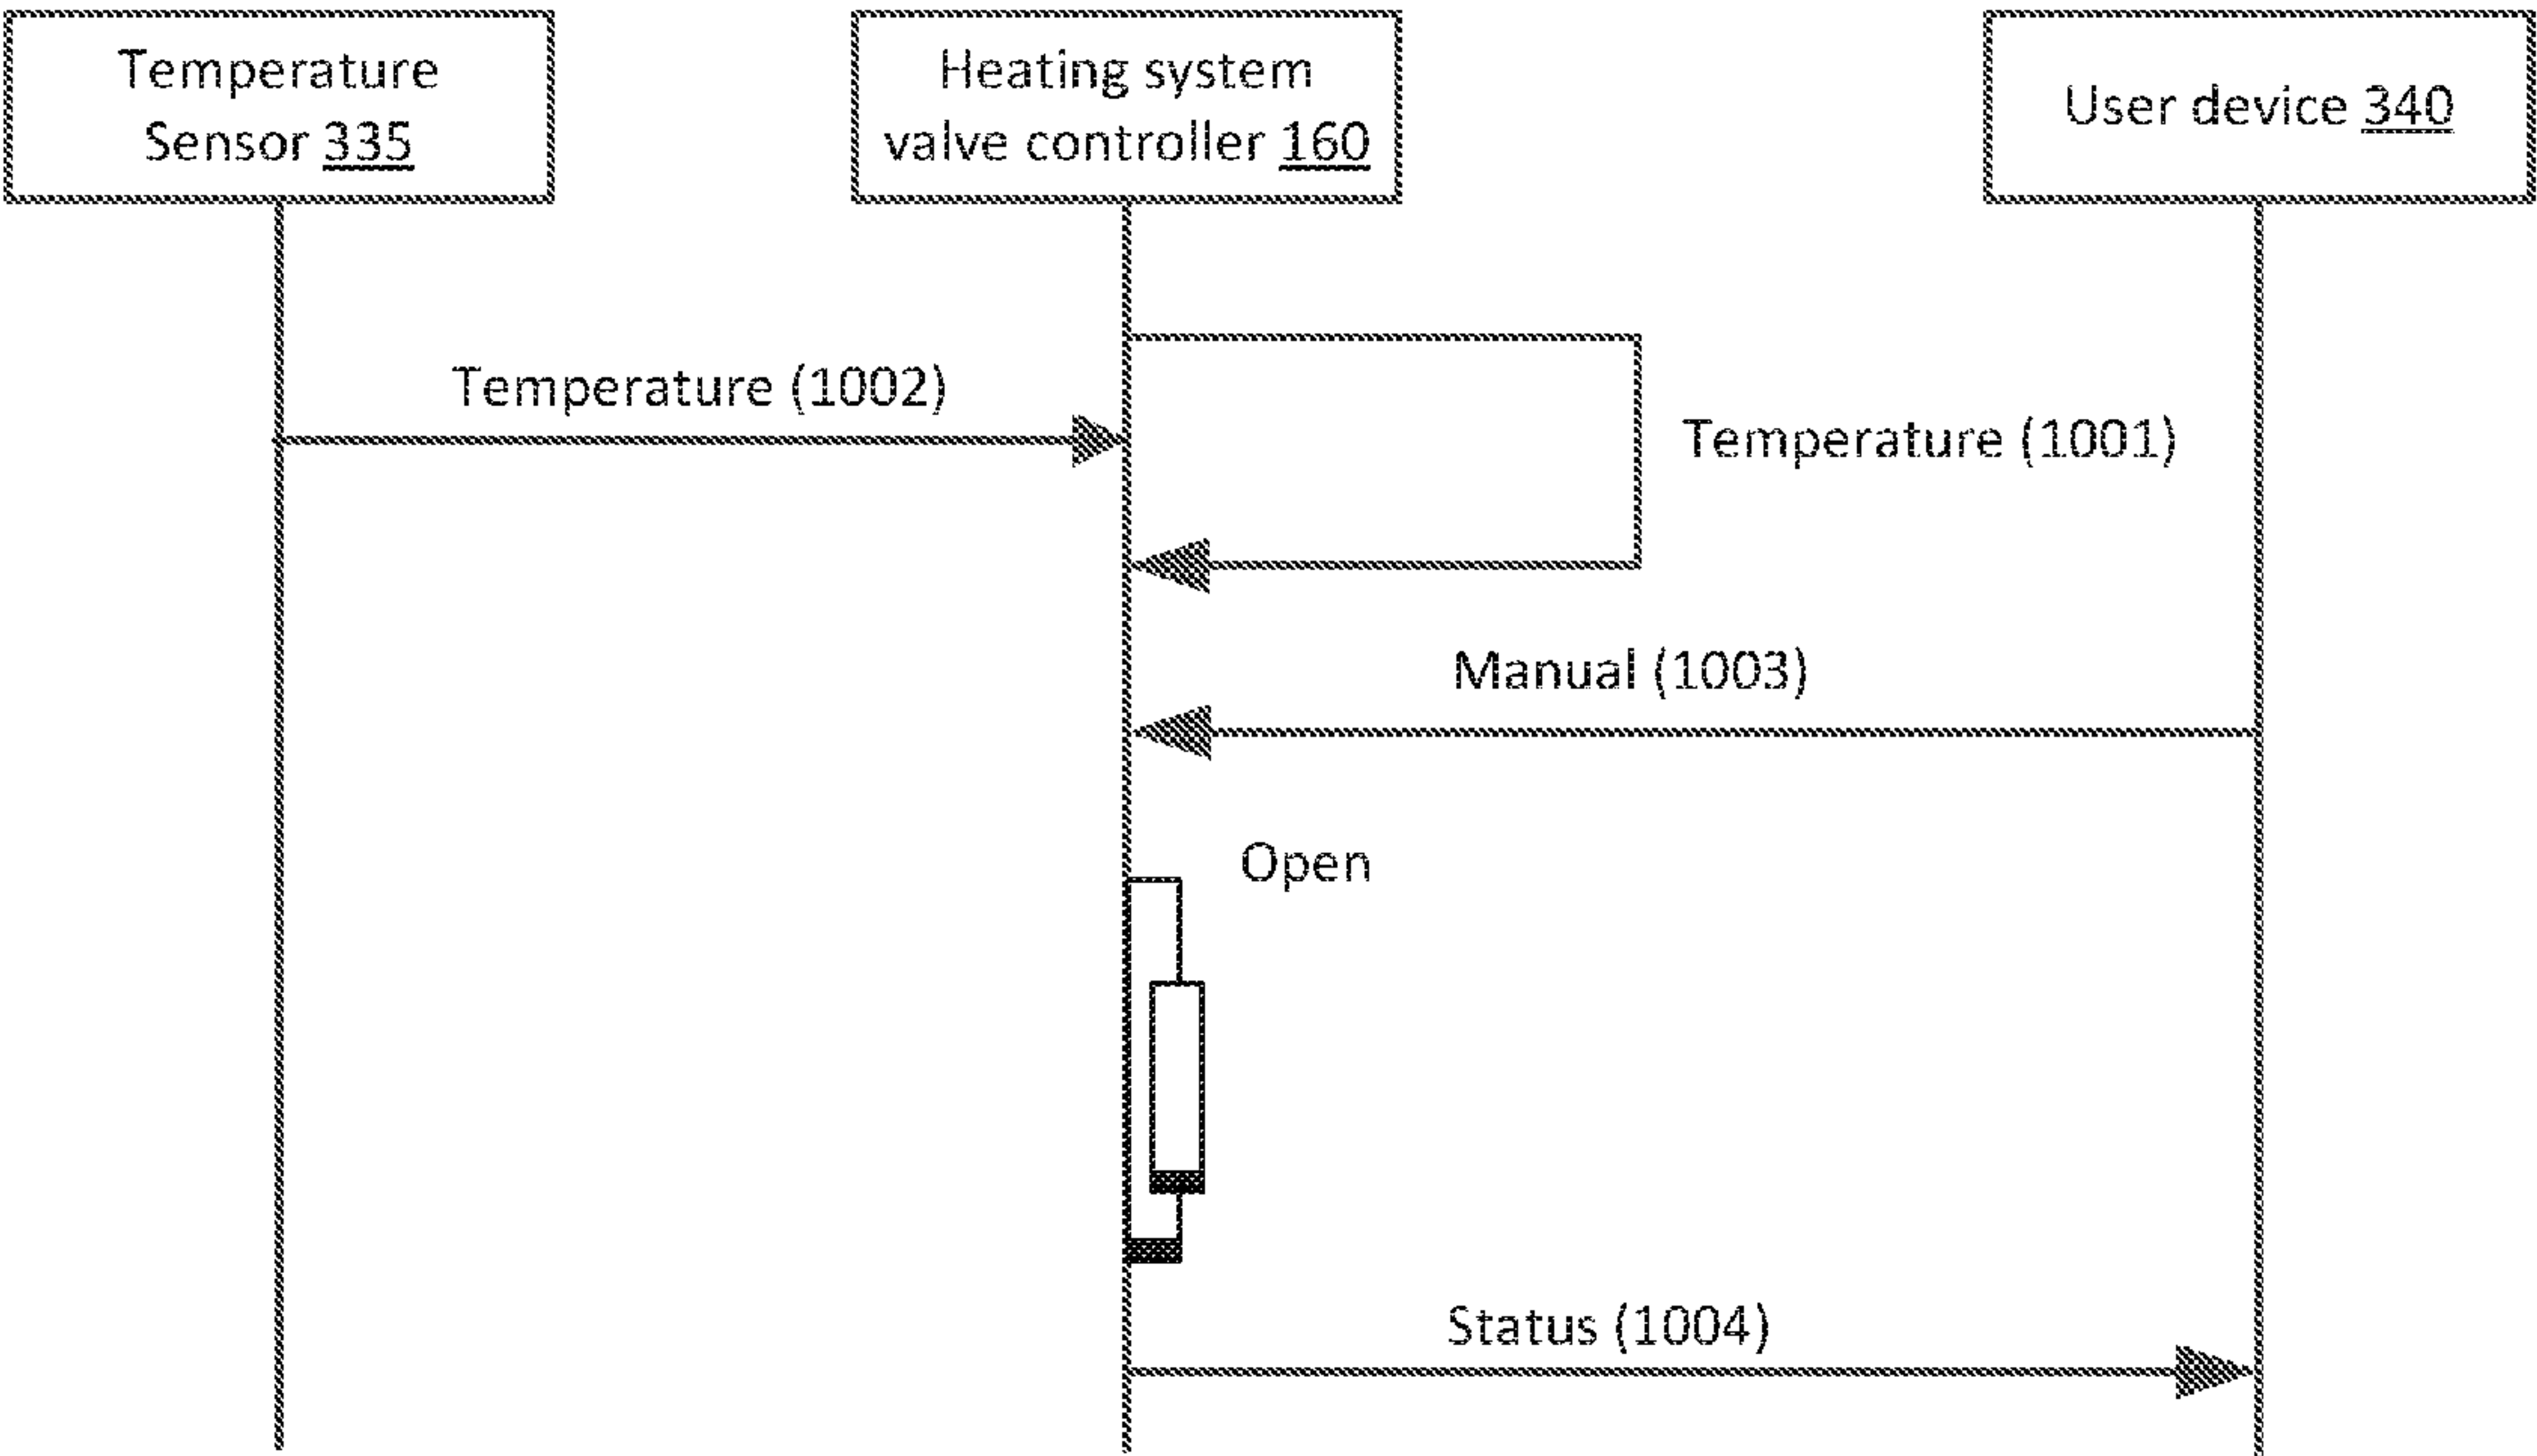 Temperature
Sensor 335
Heating system
valve controller 160
User device 340
Temperature (1002)
Temperature (1001)
Manual (1003)
Open
Status (1004)